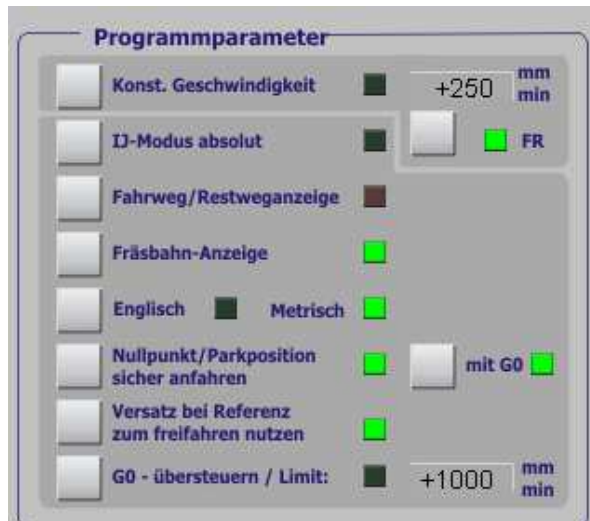 Programmparameter
Konst. Geschwindigkeit +250 mm
min
IJ-Modus absolut FR
Fahrweg/Restweganzeige
Fräsbahn-Anzeige
Englisch Metrisch
Nullpunkt/Parkposition
sicher anfahren
mit G0
Versatz bei Referenz
zum freifahren nutzen
G0 - übersteuern / Limit: +1000 mm
min